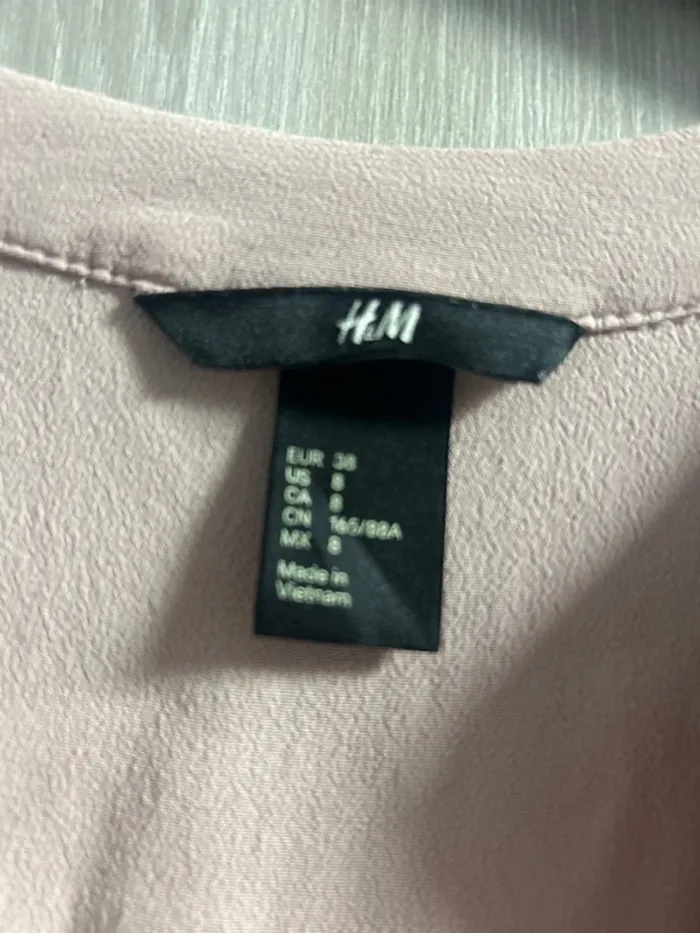 H&M
EUR 38
US 8
CA 8
CN 165/88A
MX 8
Made in
Vietnam